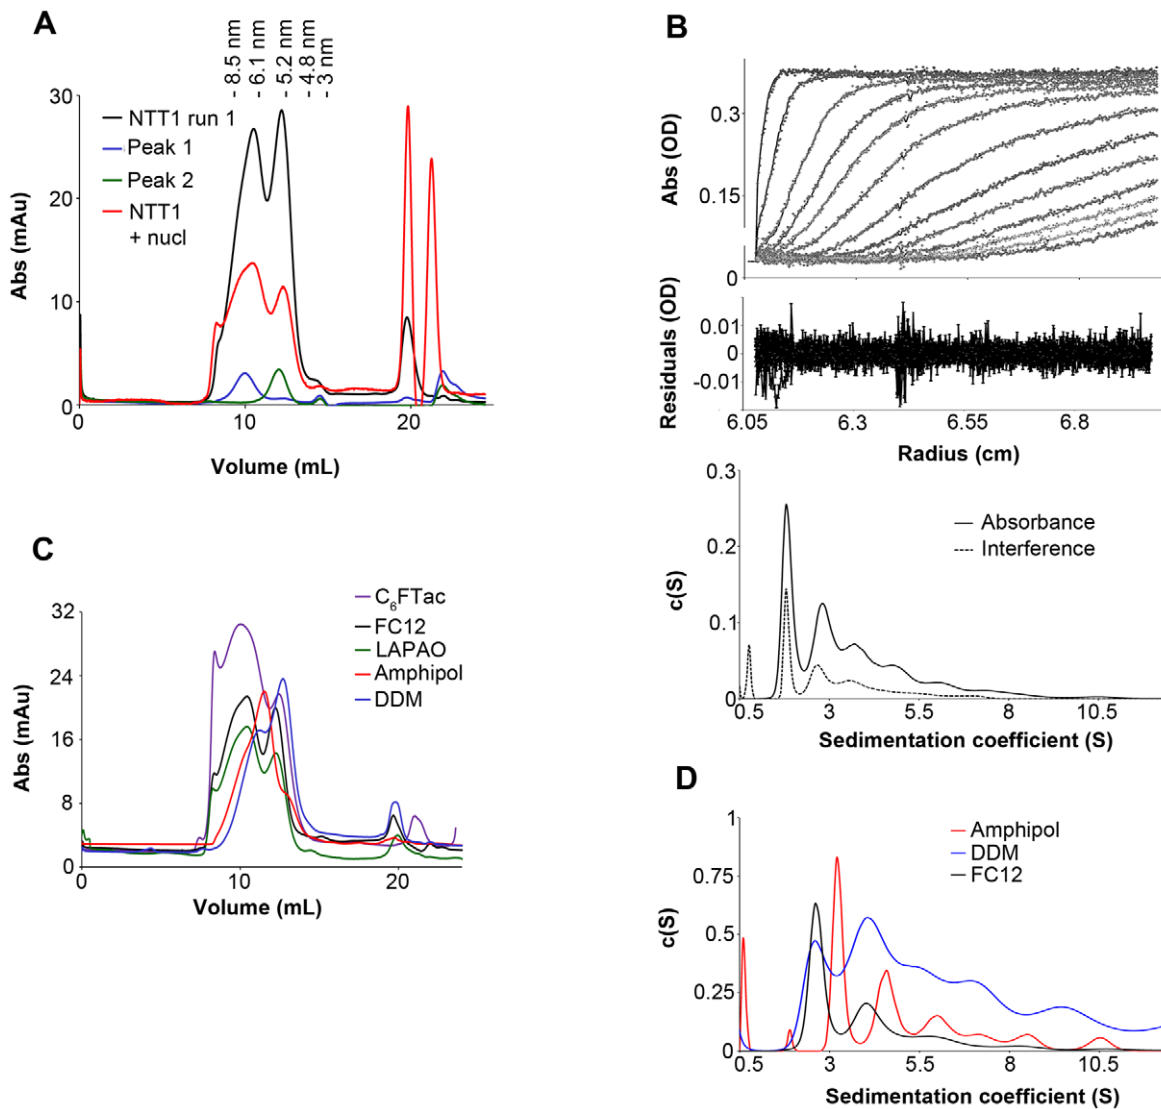 A
8.5 nm
6.1 nm
5.2 nm
4.8 nm
3 nm
30
20
10
0
Abs (mAu)
NTT1 run 1
Peak 1
Peak 2
NTT1
+ nucl
0
10
20
Volume (mL)
B
Abs (OD)
0.3
0.15
0
Residuals (OD)
0.01
0
-0.01
6.05
6.3
6.55
6.8
Radius (cm)
c(S)
0.3
0.2
0.1
0
Absorbance
Interference
0.5
3
5.5
8
10.5
Sedimentation coefficient (S)
C
Abs (mAu)
32
24
16
8
0
C6FTac
FC12
LAPAO
Amphipol
DDM
0
10
20
Volume (mL)
D
c(S)
1
0.75
0.5
0.25
0
Amphipol
DDM
FC12
0.5
3
5.5
8
10.5
Sedimentation coefficient (S)